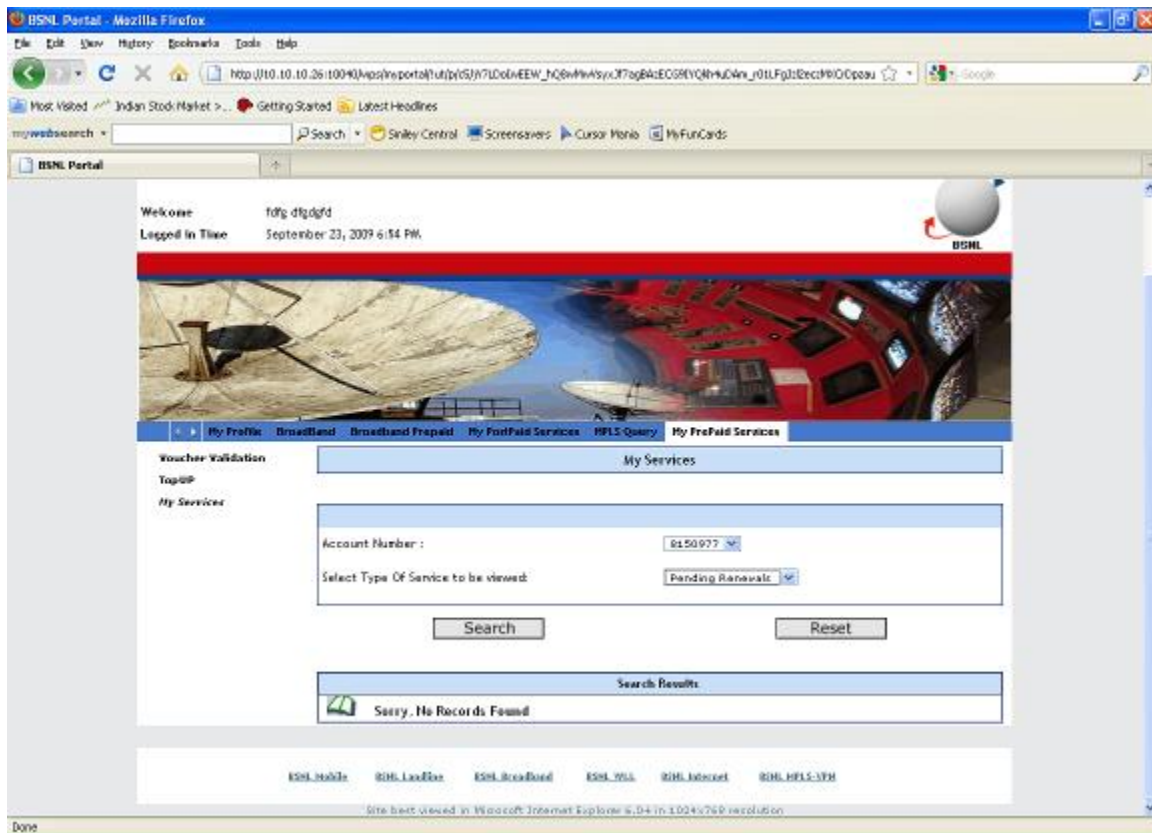 BSNL Portal - Mozilla Firefox
File Edit View History Bookmarks Tools Help
Google
Most Visited Indian Stock Market >... Getting Started Latest Headlines
mywebsearch Search Smiley Central Screensavers Cursor Mania MyFunCards
BSNL Portal
Welcome fdfg dfgdgfd
Logged in Time September 23, 2009 6:54 PM.
BSNL
My Profile BroadBand Broadband Prepaid My PostPaid Services MPLS Query My PrePaid Services
Voucher Validation
TopUP
My Services
My Services
Account Number : 8150977
Select Type Of Service to be viewed: Pending Renewals
Search Reset
Search Results
Sorry, No Records Found
BSNL Mobile BSNL Landline BSNL Broadband BSNL WLL BSNL Internet BSNL MPLS-VPN
Site best viewed in Microsoft Internet Explorer 6.0+ in 1024x768 resolution
Done